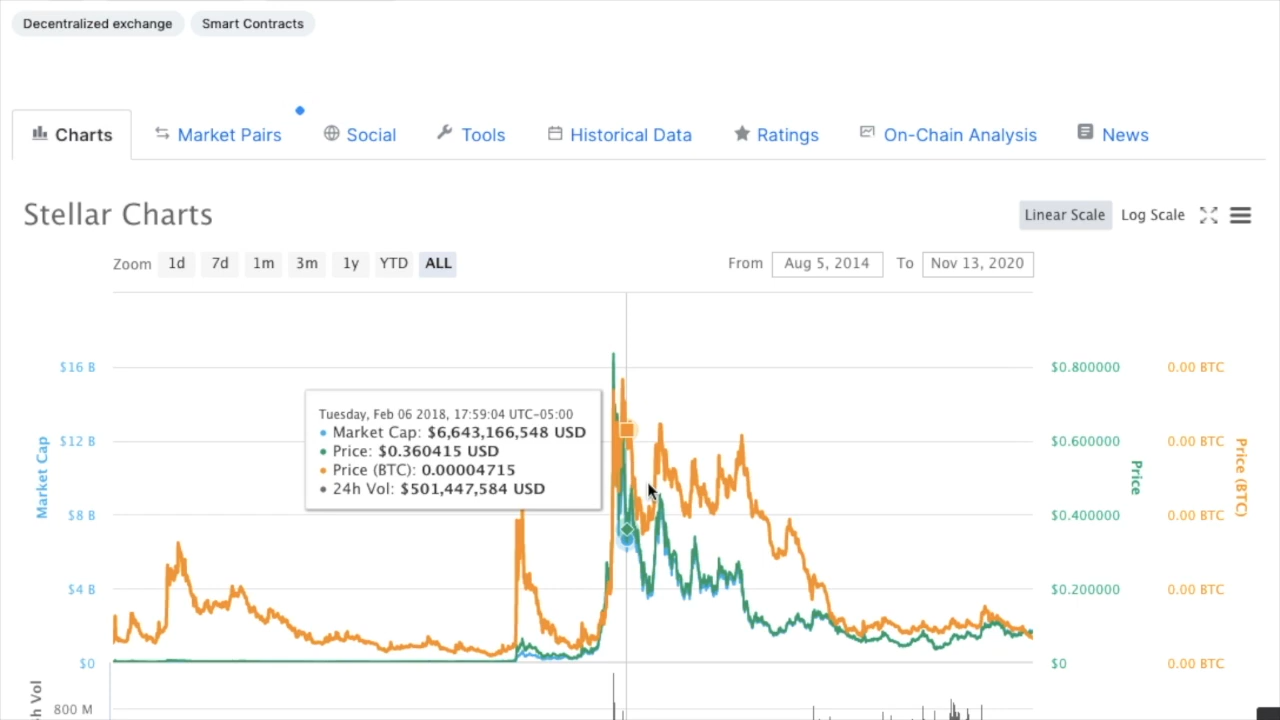 Decentralized exchange Smart Contracts
Charts Market Pairs Social Tools Historical Data Ratings On-Chain Analysis News
Stellar Charts
Linear Scale Log Scale
Zoom 1d 7d 1m 3m 1y YTD ALL From Aug 5, 2014 To Nov 13, 2020
$16 B $0.800000 0.00 BTC
Tuesday, Feb 06 2018, 17:59:04 UTC-05:00
Market Cap: $6,643,166,548 USD
$12 B $0.600000 0.00 BTC
Price: $0.360415 USD
Price (BTC): 0.00004715
24h Vol: $501,447,584 USD
Market Cap Price Price (BTC)
$8 B $0.400000 0.00 BTC
$4 B $0.200000 0.00 BTC
$0 $0 0.00 BTC
Vol
800 M